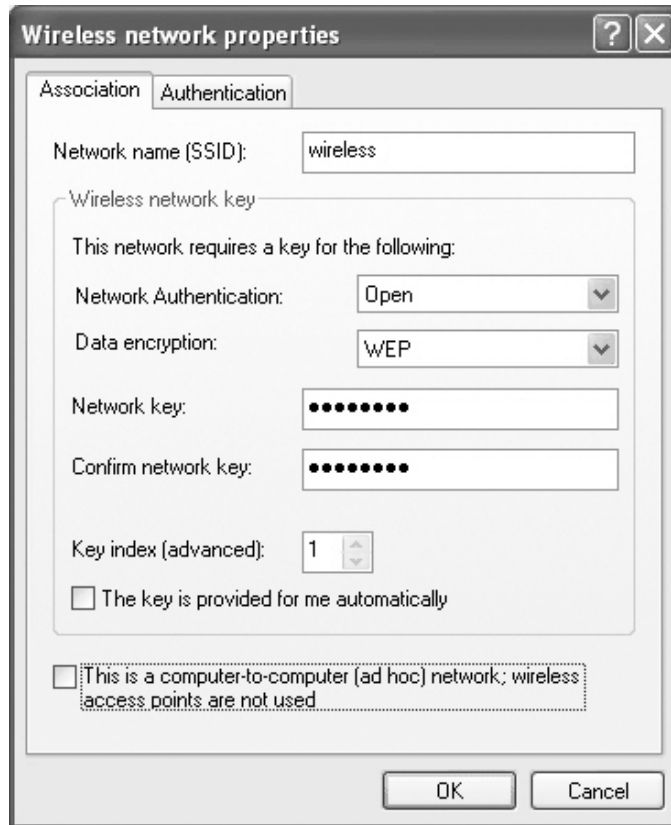 Wireless network properties
Association
Authentication
Network name (SSID):
wireless
Wireless network key
This network requires a key for the following:
Network Authentication:
Open
Data encryption:
WEP
Network key:
••••••••
Confirm network key:
••••••••
Key index (advanced):
1
The key is provided for me automatically
This is a computer-to-computer (ad hoc) network; wireless
access points are not used
OK
Cancel